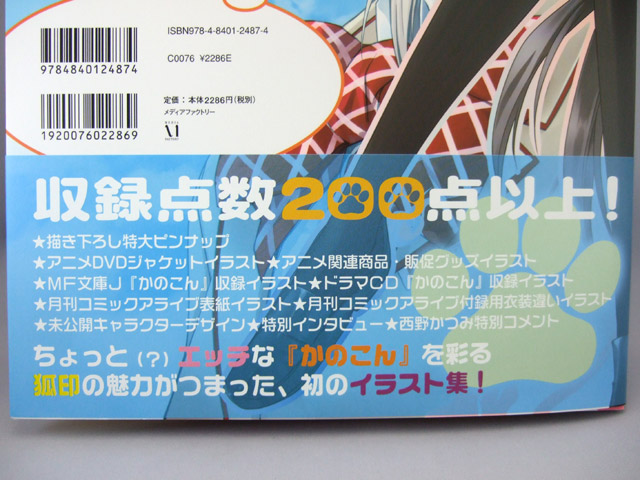 ISBN978-4-8401-2487-4
C0076 ¥2286E
9784840124874
定価:本体2286円(税別)
メディアファクトリー
1920076022869
MEDIA
FACTORY
収録点数200点以上!
★描き下ろし特大ピンナップ
★アニメDVDジャケットイラスト★アニメ関連商品・販促グッズイラスト
★MF文庫J『かのこん』収録イラスト★ドラマCD『かのこん』収録イラスト
★月刊コミックアライブ表紙イラスト★月刊コミックアライブ付録用衣装違いイラスト
★未公開キャラクターデザイン★特別インタビュー★西野かつみ特別コメント
ちょっと(?)エッチな『かのこん』を彩る
狐印の魅力がつまった、初のイラスト集!